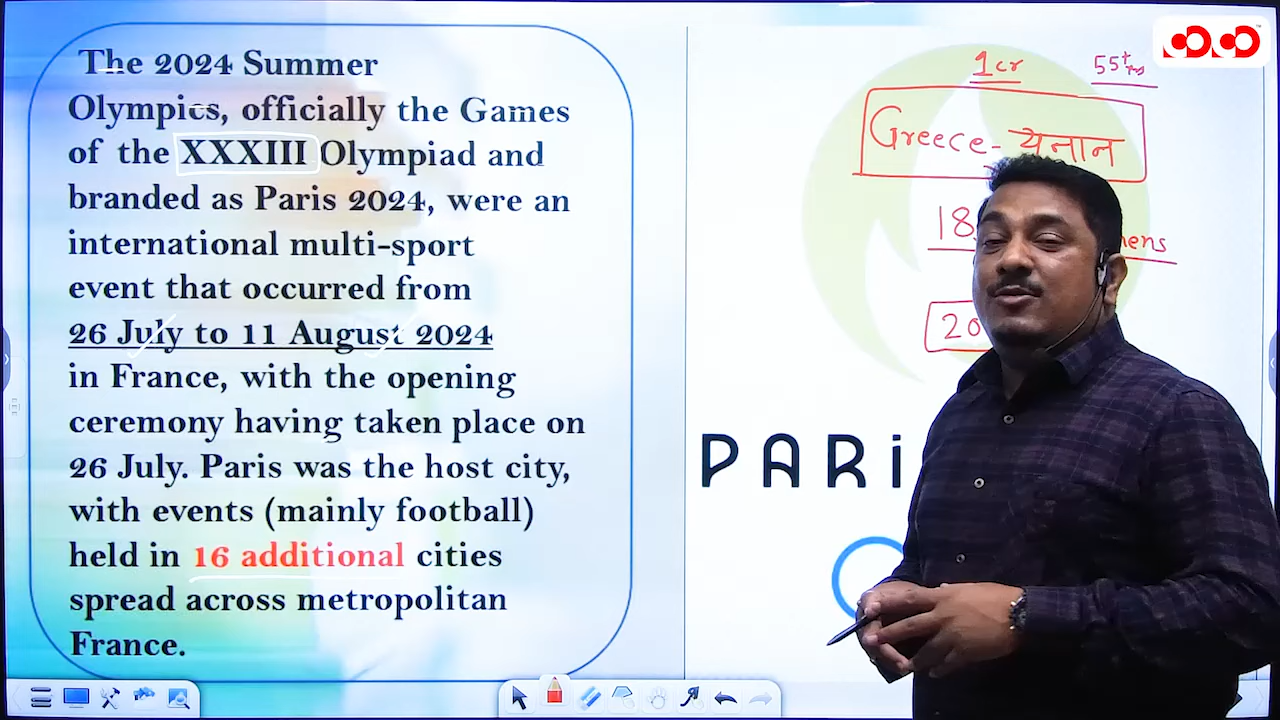 The 2024 Summer
Olympics, officially the Games
of the XXXIII Olympiad and
branded as Paris 2024, were an
international multi-sport
event that occurred from
26 July to 11 August 2024
in France, with the opening
ceremony having taken place on
26 July. Paris was the host city,
with events (mainly football)
held in 16 additional cities
spread across metropolitan
France.
1cr
Greece- यूनान
18
20
PARi